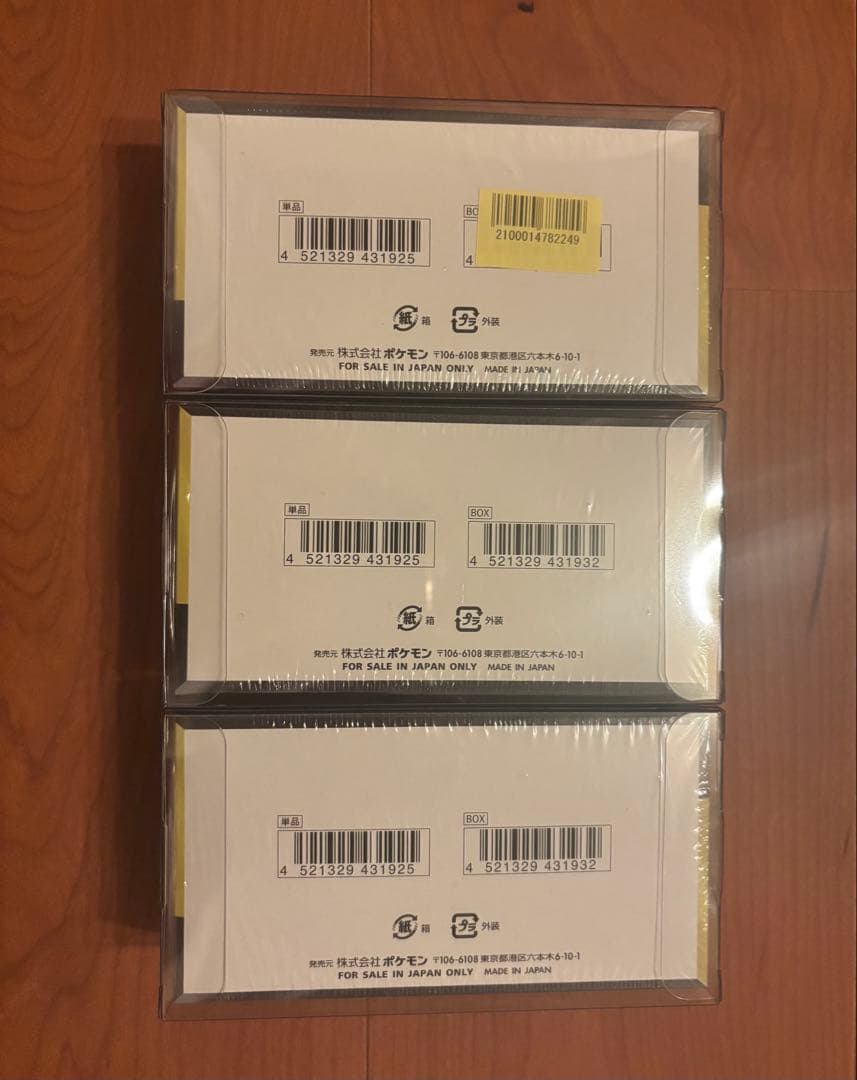 単品
4 521329 431925
BO
4
2100014782249
紙 箱
プラ 外装
発売元 株式会社ポケモン 〒106-6108 東京都港区六本木6-10-1
FOR SALE IN JAPAN ONLY MADE IN JAPAN
単品
4 521329 431925
BOX
4 521329 431932
紙 箱
プラ 外装
発売元 株式会社ポケモン 〒106-6108 東京都港区六本木6-10-1
FOR SALE IN JAPAN ONLY MADE IN JAPAN
単品
4 521329 431925
BOX
4 521329 431932
紙 箱
プラ 外装
発売元 株式会社ポケモン 〒106-6108 東京都港区六本木6-10-1
FOR SALE IN JAPAN ONLY MADE IN JAPAN